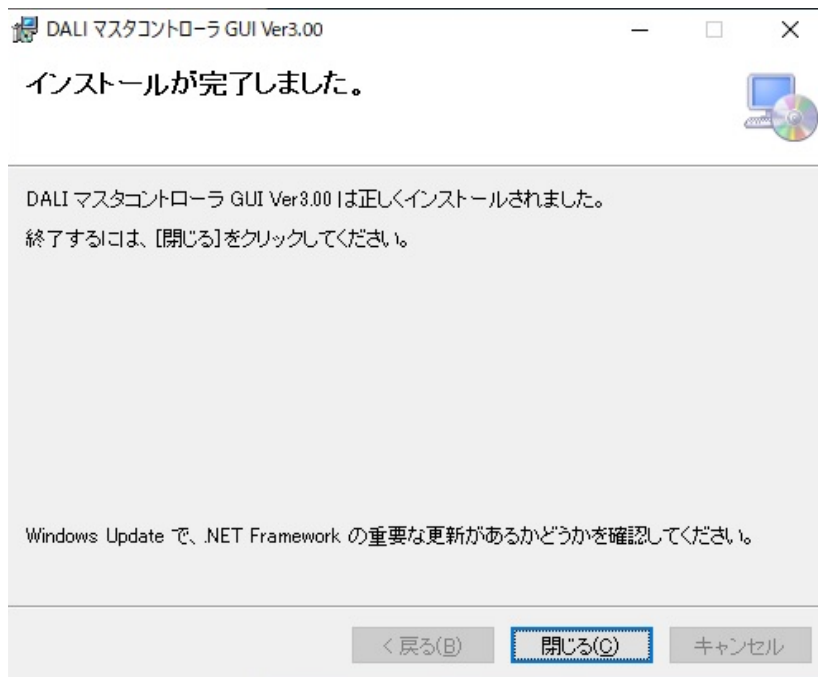 DALI マスタコントローラ GUI Ver3.00
インストールが完了しました。
DALI マスタコントローラ GUI Ver3.00 は正しくインストールされました。
終了するには、[閉じる]をクリックしてください。
Windows Update で、.NET Framework の重要な更新があるかどうかを確認してください。
< 戻る(B)
閉じる(C)
キャンセル